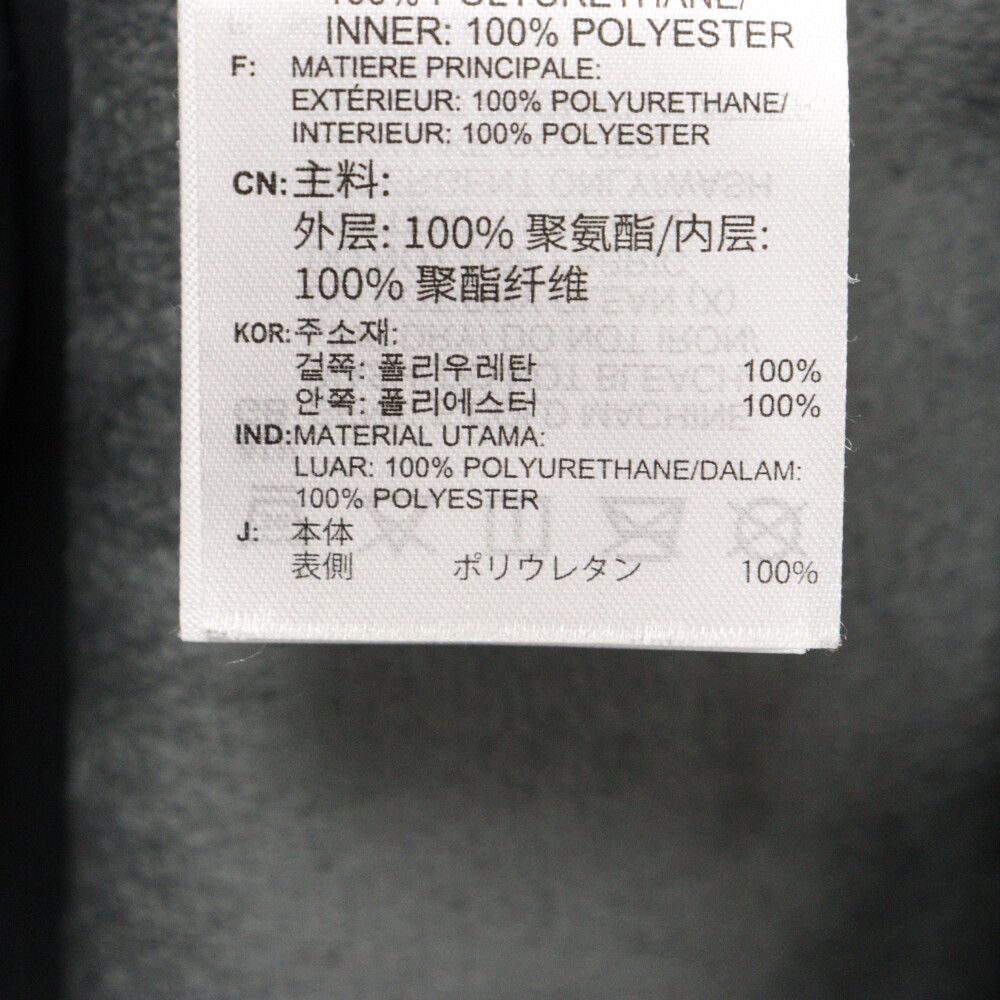 100% POLYURETHANE/
INNER: 100% POLYESTER
F: MATIERE PRINCIPALE:
EXTÉRIEUR: 100% POLYURETHANE/
INTERIEUR: 100% POLYESTER
CN: 主料:
外层: 100% 聚氨酯/内层:
100% 聚酯纤维
KOR: 주소재:
겉쪽: 폴리우레탄 100%
안쪽: 폴리에스터 100%
IND: MATERIAL UTAMA:
LUAR: 100% POLYURETHANE/DALAM:
100% POLYESTER
J: 本体
表側 ポリウレタン 100%